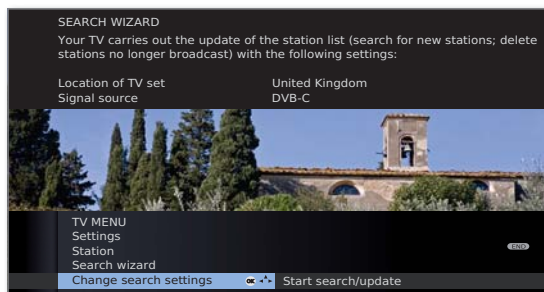 SEARCH WIZARD
Your TV carries out the update of the station list (search for new stations; delete
stations no longer broadcast) with the following settings:
Location of TV set United Kingdom
Signal source DVB-C
TV MENU
Settings
Station
END
Search wizard
Change search settings OK Start search/update